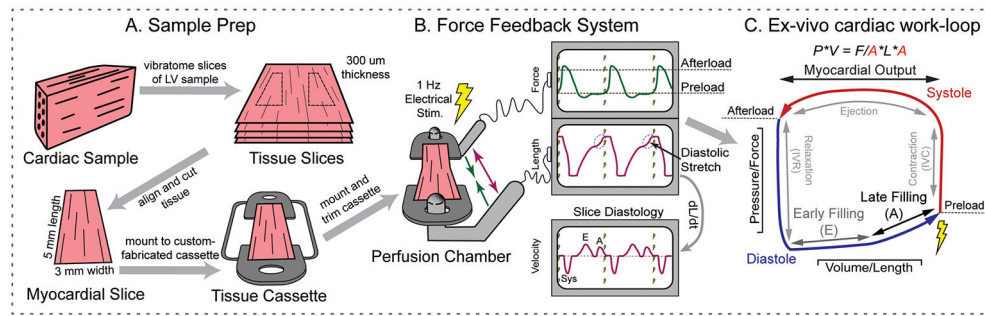 A. Sample Prep
vibratome slices
of LV sample
300 um
thickness
Cardiac Sample
Tissue Slices
align and cut
tissue
5 mm length
3 mm width
Myocardial Slice
mount to custom-
fabricated cassette
Tissue Cassette
mount and
trim cassette
B. Force Feedback System
1 Hz
Electrical
Stim.
Perfusion Chamber
Force
Afterload
Preload
Length
Diastolic
Stretch
dL/dt
Slice Diastology
Velocity
E
A
Sys
C. Ex-vivo cardiac work-loop
P*V = F/A*L*A
Myocardial Output
Systole
Afterload
Ejection
Pressure/Force
Relaxation
(IVR)
Contraction
(IVC)
Late Filling
(A)
Preload
Early Filling
(E)
Diastole
Volume/Length